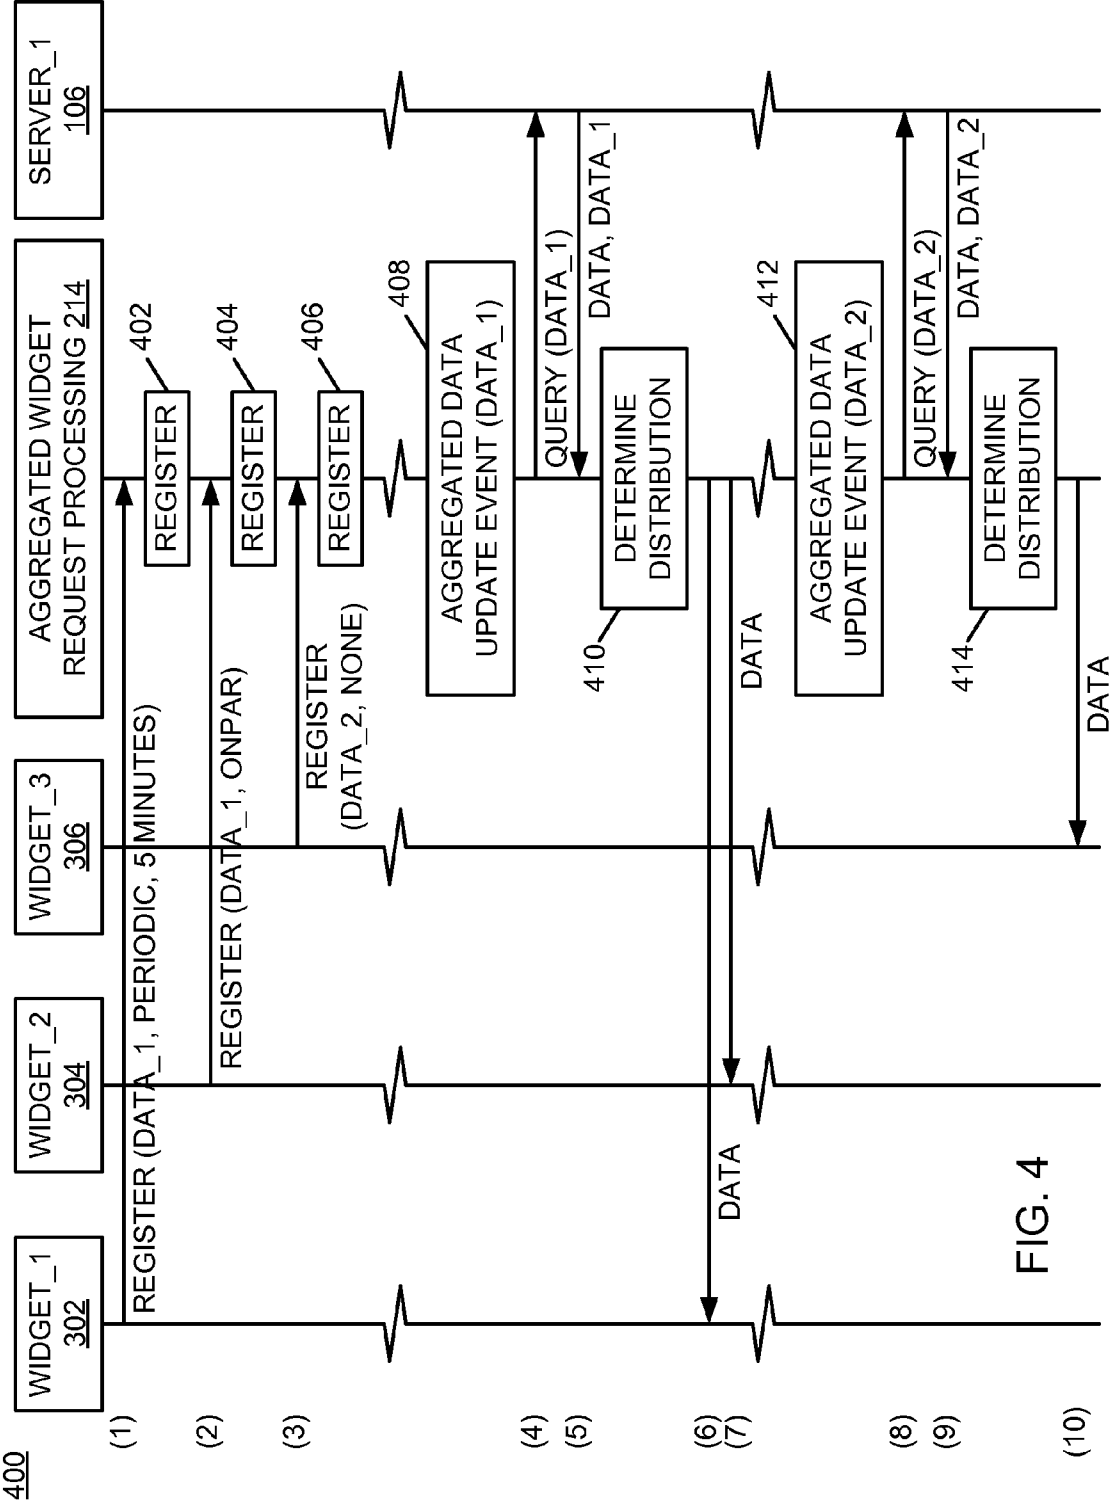 400
WIDGET_1
302
WIDGET_2
304
WIDGET_3
306
AGGREGATED WIDGET
REQUEST PROCESSING 214
SERVER_1
106
(1)
REGISTER (DATA_1, PERIODIC, 5 MINUTES)
REGISTER
402
(2)
REGISTER (DATA_1, ONPAR)
REGISTER
404
(3)
REGISTER
(DATA_2, NONE)
REGISTER
406
AGGREGATED DATA
UPDATE EVENT (DATA_1)
408
(4)
QUERY (DATA_1)
(5)
DATA, DATA_1
DETERMINE
DISTRIBUTION
410
(6)
DATA
(7)
DATA
AGGREGATED DATA
UPDATE EVENT (DATA_2)
412
(8)
QUERY (DATA_2)
(9)
DATA, DATA_2
DETERMINE
DISTRIBUTION
414
(10)
DATA
FIG. 4